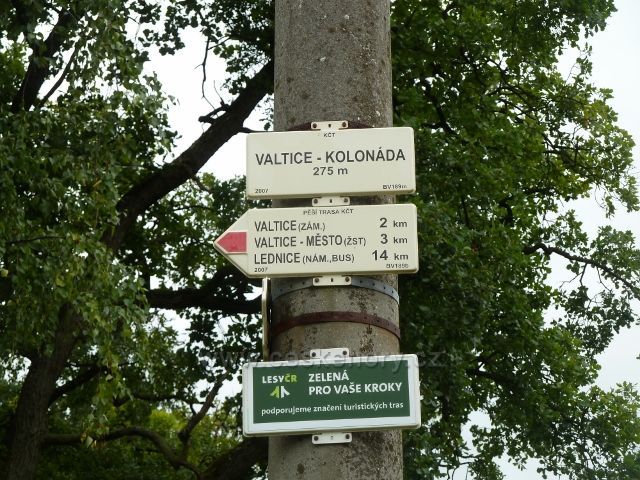 KČT
VALTICE - KOLONÁDA
275 m
2007 BV189m
PĚŠÍ TRASA KČT
VALTICE (ZÁM.) 2 km
VALTICE - MĚSTO (ŽST) 3 km
LEDNICE (NÁM.,BUS) 14 km
2007 BV189b
LESY ČR ZELENÁ
PRO VAŠE KROKY
podporujeme značení turistických tras